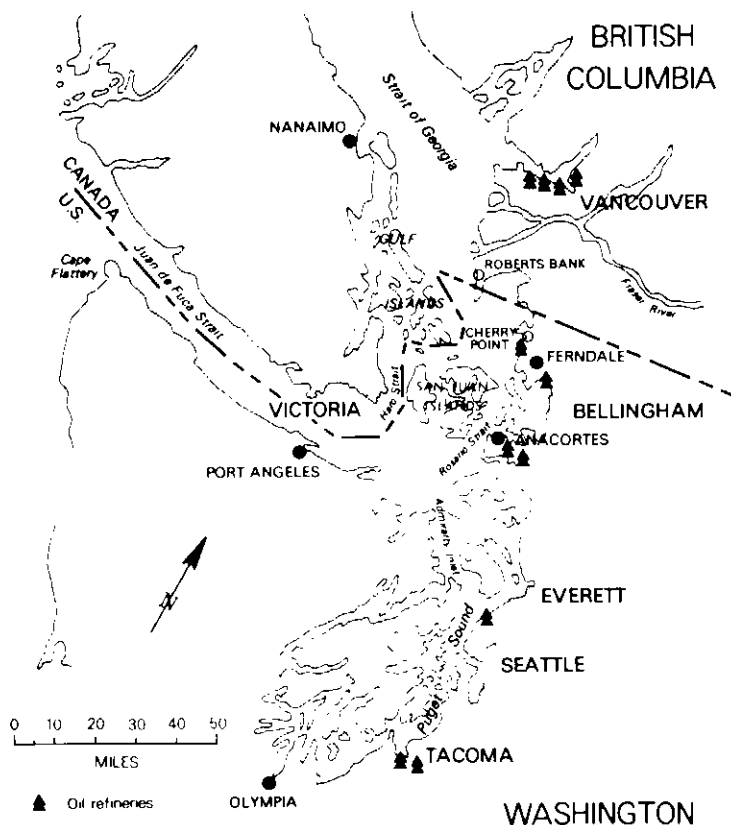 BRITISH
COLUMBIA
Strait of Georgia
NANAIMO
VANCOUVER
CANADA
U.S.
GULF
Cape
Flattery
Juan de Fuca Strait
ROBERTS BANK
Fraser River
ISLANDS
CHERRY
POINT
FERNDALE
Haro Strait
SAN JUAN
ISLANDS
VICTORIA
BELLINGHAM
Rosario Strait
ANACORTES
PORT ANGELES
Admiralty Inlet
N
EVERETT
Puget Sound
SEATTLE
0 10 20 30 40 50
MILES
TACOMA
Oil refineries
OLYMPIA
WASHINGTON